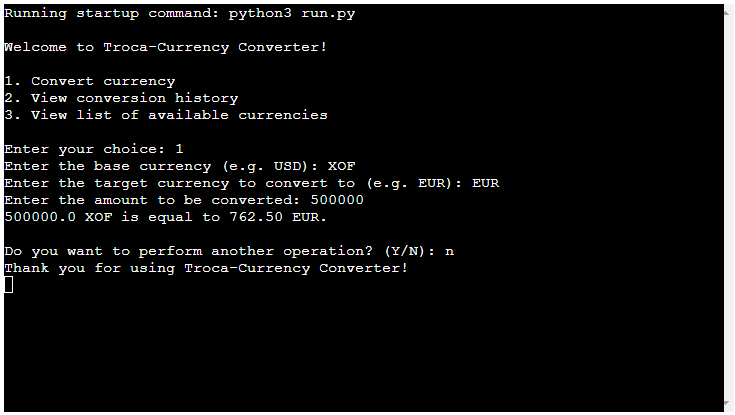 Running startup command: python3 run.py
Welcome to Troca-Currency Converter!
1. Convert currency
2. View conversion history
3. View list of available currencies
Enter your choice: 1
Enter the base currency (e.g. USD): XOF
Enter the target currency to convert to (e.g. EUR): EUR
Enter the amount to be converted: 500000
500000.0 XOF is equal to 762.50 EUR.
Do you want to perform another operation? (Y/N): n
Thank you for using Troca-Currency Converter!